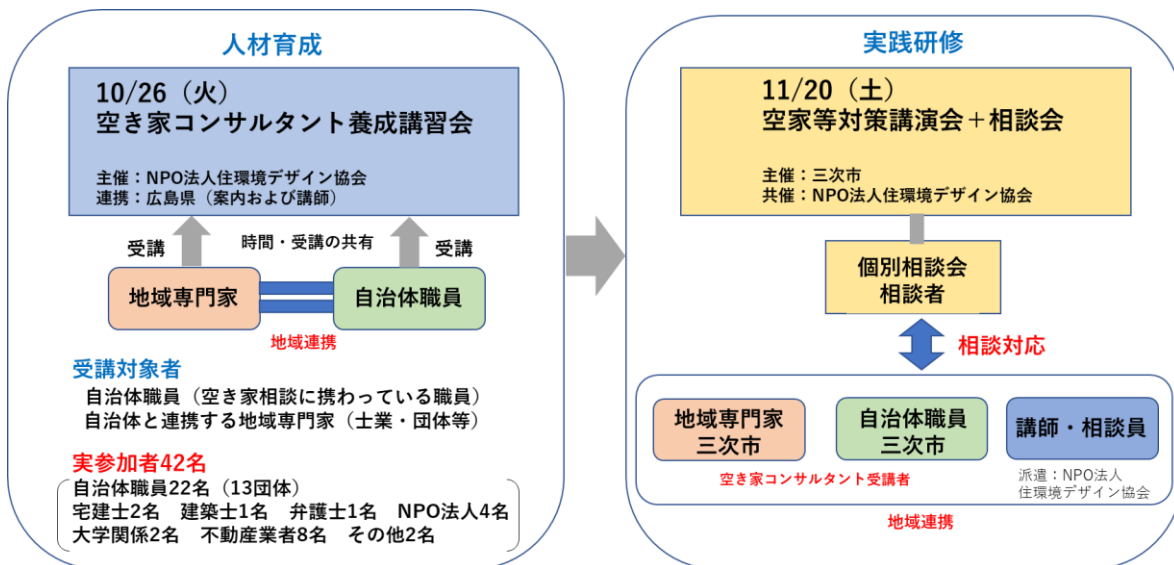 人材育成
10/26（火）
空き家コンサルタント養成講習会
主催：NPO法人住環境デザイン協会
連携：広島県（案内および講師）
受講
時間・受講の共有
受講
地域専門家
自治体職員
地域連携
受講対象者
自治体職員（空き家相談に携わっている職員）
自治体と連携する地域専門家（士業・団体等）
実参加者42名
自治体職員22名（13団体）
宅建士2名　建築士1名　弁護士1名　NPO法人4名
大学関係2名　不動産業者8名　その他2名
実践研修
11/20（土）
空家等対策講演会＋相談会
主催：三次市
共催：NPO法人住環境デザイン協会
個別相談会
相談者
相談対応
地域専門家
三次市
自治体職員
三次市
講師・相談員
空き家コンサルタント受講者
派遣：NPO法人
住環境デザイン協会
地域連携